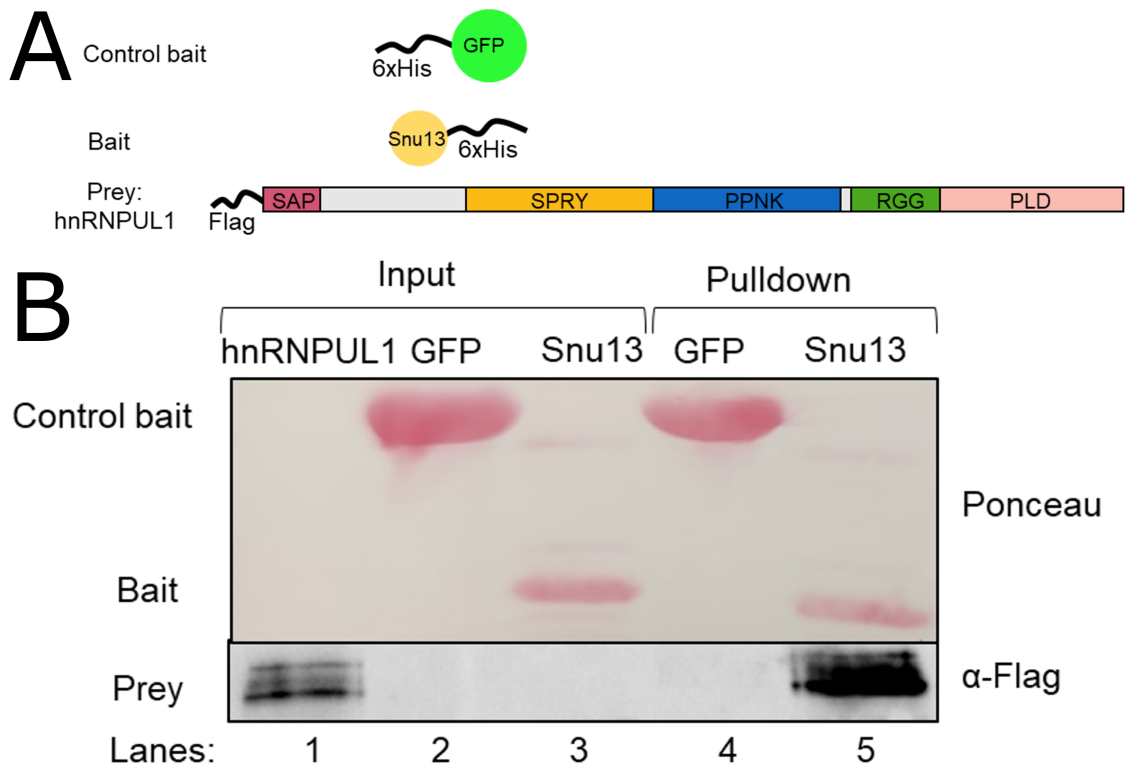 A
Control bait
GFP
6xHis
Bait
Snu13
6xHis
Prey:
hnRNPUL1
Flag
SAP
SPRY
PPNK
RGG
PLD
B
Input
Pulldown
hnRNPUL1 GFP Snu13 GFP Snu13
Control bait
Ponceau
Bait
Prey
α-Flag
Lanes: 1 2 3 4 5